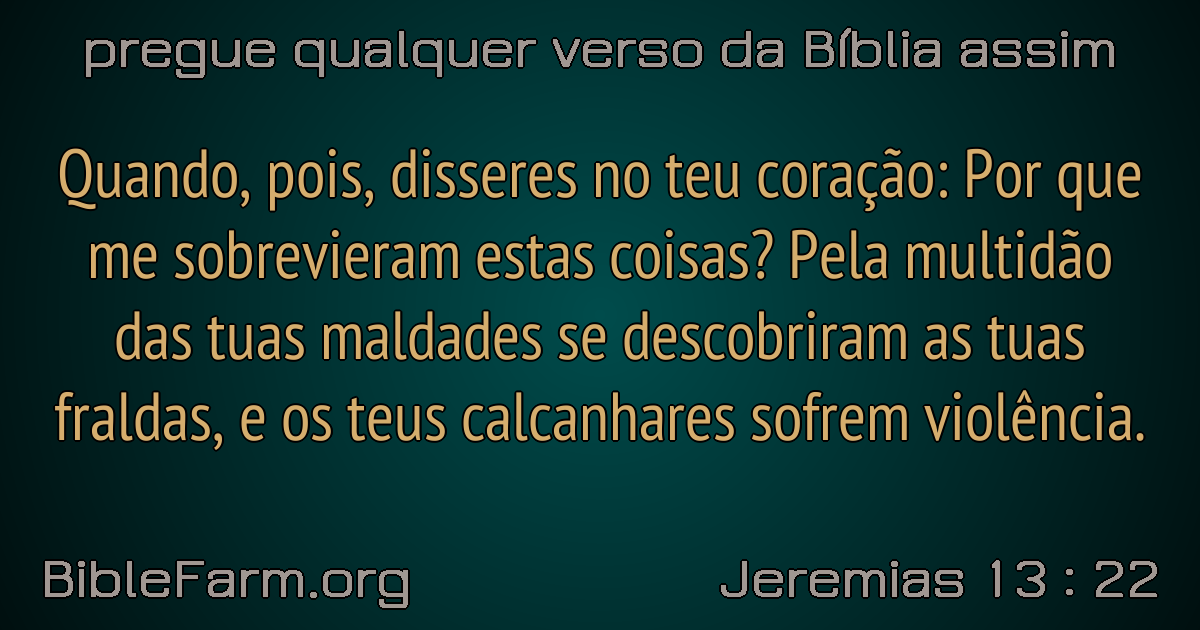 pregue qualquer verso da Bíblia assim
Quando, pois, disseres no teu coração: Por que
me sobrevieram estas coisas? Pela multidão
das tuas maldades se descobriram as tuas
fraldas, e os teus calcanhares sofrem violência.
BibleFarm.org
Jeremias 13 : 22